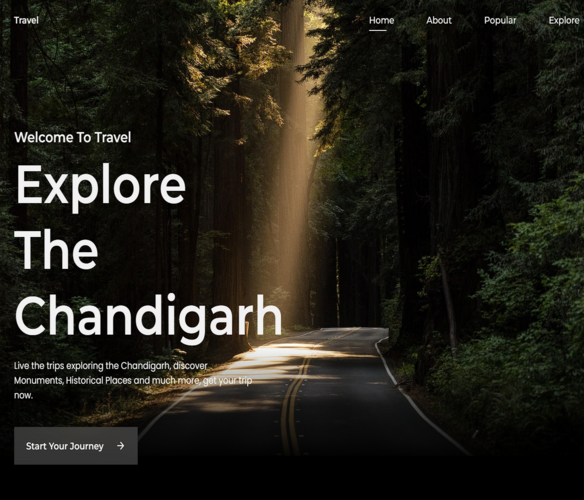 Travel
Home About Popular Explore
Welcome To Travel
Explore
The
Chandigarh
Live the trips exploring the Chandigarh, discover
Monuments, Historical Places and much more, get your trip
now.
Start Your Journey →